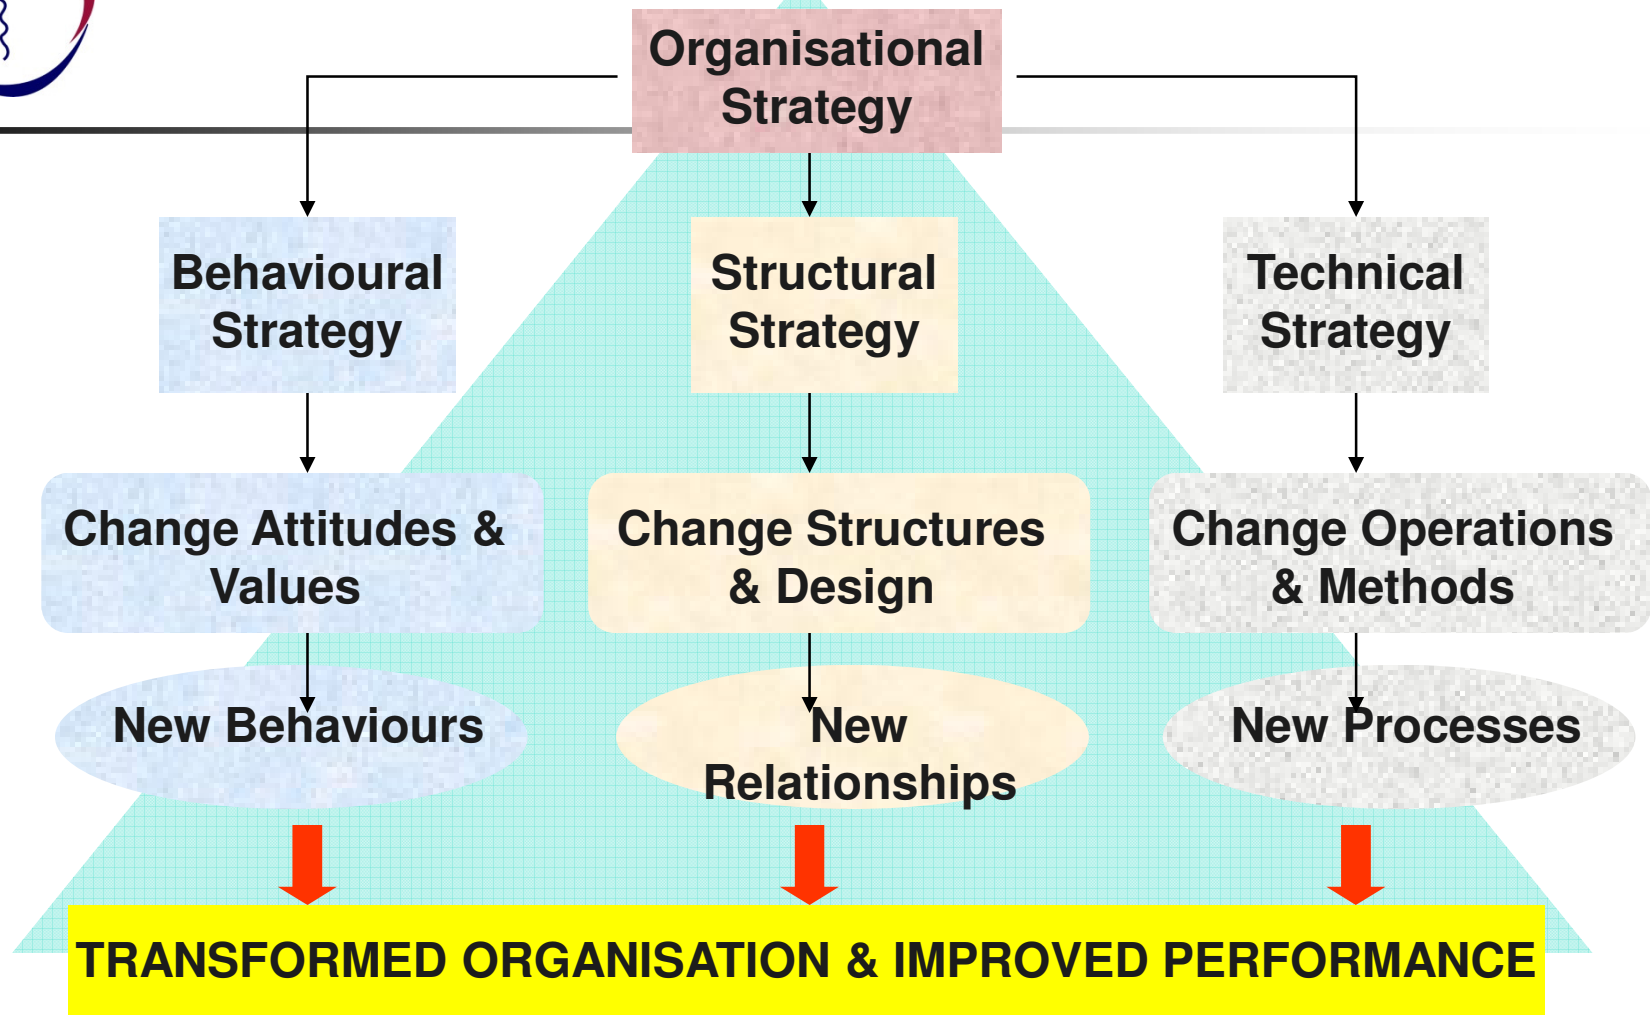 Organisational
Strategy
Behavioural
Strategy
Structural
Strategy
Technical
Strategy
Change Attitudes &
Values
Change Structures
& Design
Change Operations
& Methods
New Behaviours
New
Relationships
New Processes
TRANSFORMED ORGANISATION & IMPROVED PERFORMANCE